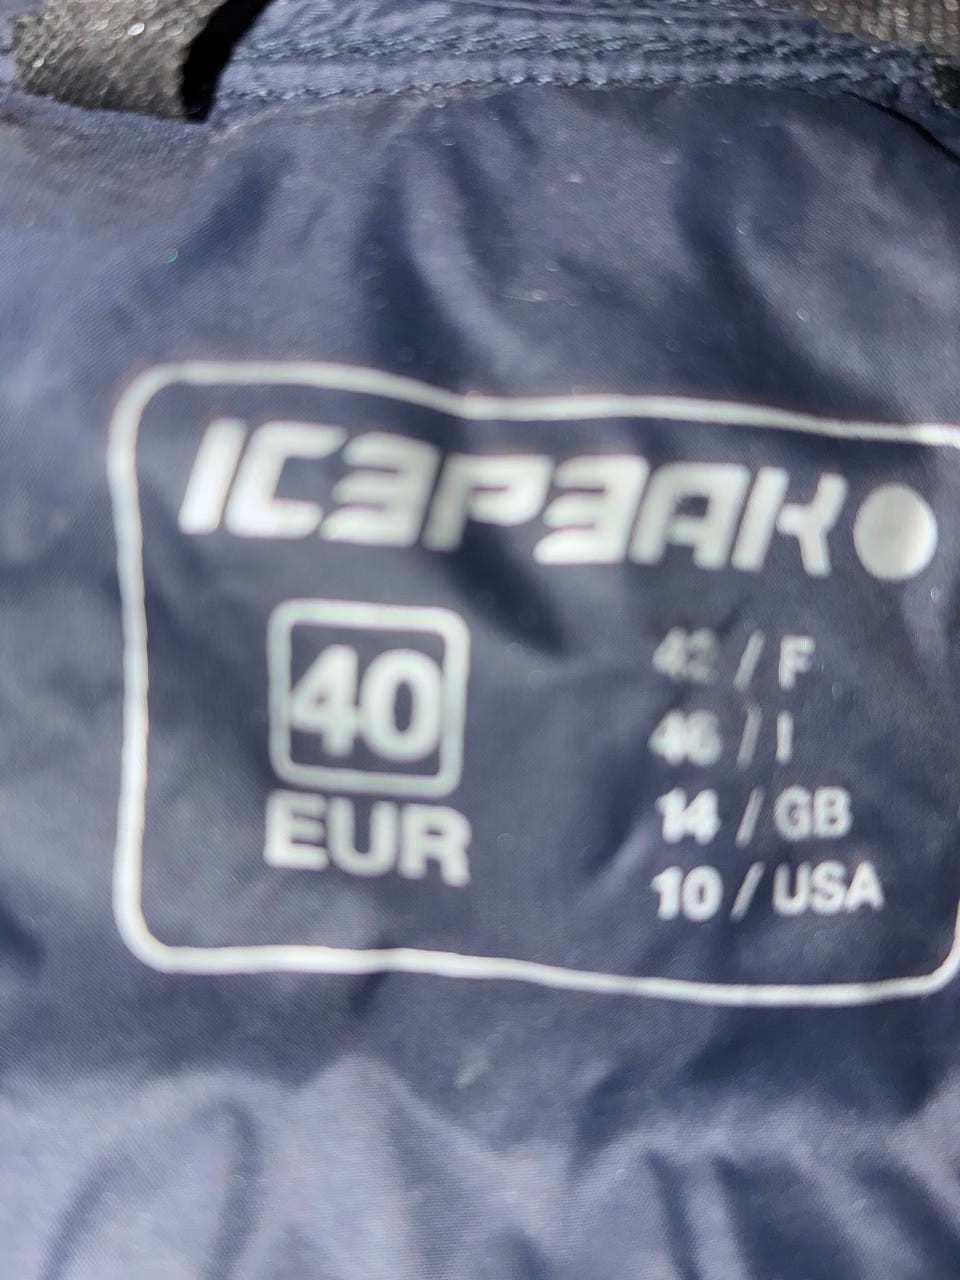 ICEPEAK
40
EUR
42 / F
46 / I
14 / GB
10 / USA